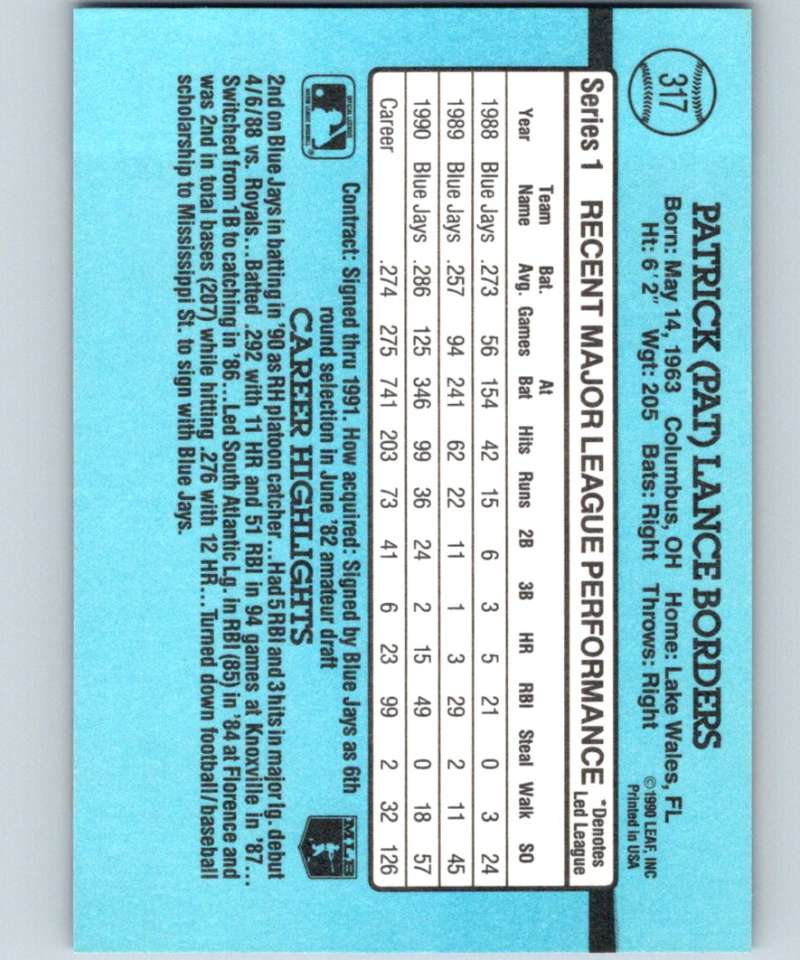 317
PATRICK (PAT) LANCE BORDERS
Born: May 14, 1963 Columbus, OH Home: Lake Wales, FL
Ht: 6'2" Wgt: 205 Bats: Right Throws: Right
©1990 LEAF, INC
Printed in USA
Series 1 RECENT MAJOR LEAGUE PERFORMANCE *Denotes Led League
Year Team Name Bat. Avg. Games At Bat Hits Runs 2B 3B HR RBI Steal Walk SO
1988 Blue Jays .273 56 154 42 15 6 3 5 21 0 3 24
1989 Blue Jays .257 94 241 62 22 11 1 3 29 2 11 45
1990 Blue Jays .286 125 346 99 36 24 2 15 49 0 18 57
Career .274 275 741 203 73 41 6 23 99 2 32 126
Contract: Signed thru 1991. How acquired: Signed by Blue Jays as 6th
round selection in June '82 amateur draft
MLB
CAREER HIGHLIGHTS
2nd on Blue Jays in batting in '90 as RH platoon catcher...Had 5 RBI and 3 hits in major lg. debut
4/6/88 vs. Royals...Batted .292 with 11 HR and 51 RBI in 94 games at Knoxville in '87...
Switched from 1B to catching in '86...Led South Atlantic Lg. in RBI (85) in '84 at Florence and
was 2nd in total bases (207) while hitting .276 with 12 HR...Turned down football/baseball
scholarship to Mississippi St. to sign with Blue Jays.